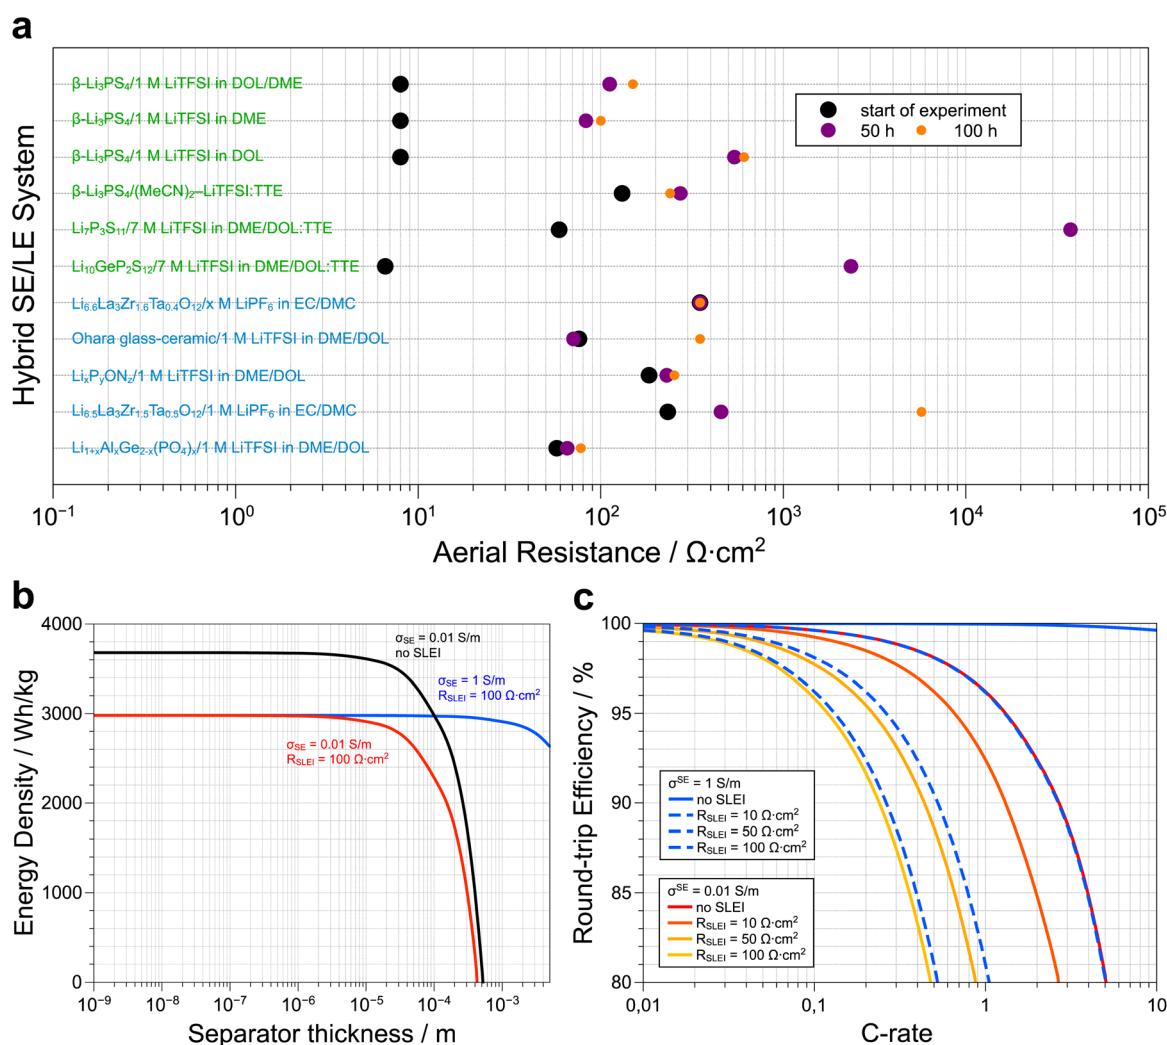 a
Hybrid SE/LE System
β-Li₃PS₄/1 M LiTFSI in DOL/DME
β-Li₃PS₄/1 M LiTFSI in DME
β-Li₃PS₄/1 M LiTFSI in DOL
β-Li₃PS₄/(MeCN)₂–LiTFSI:TTE
Li₇P₃S₁₁/7 M LiTFSI in DME/DOL:TTE
Li₁₀GeP₂S₁₂/7 M LiTFSI in DME/DOL:TTE
Li₆.₆La₃Zr₁.₆Ta₀.₄O₁₂/x M LiPF₆ in EC/DMC
Ohara glass-ceramic/1 M LiTFSI in DME/DOL
LiₓPᵧONz/1 M LiTFSI in DME/DOL
Li₆.₅La₃Zr₁.₅Ta₀.₅O₁₂/1 M LiPF₆ in EC/DMC
Li₁₊ₓAlₓGe₂₋ₓ(PO₄)ₓ/1 M LiTFSI in DME/DOL
start of experiment
50 h 100 h
10⁻¹ 10⁰ 10¹ 10² 10³ 10⁴ 10⁵
Aerial Resistance / Ω·cm²
b
Energy Density / Wh/kg
4000
3000
2000
1000
0
σSE = 0.01 S/m
no SLEI
σSE = 1 S/m
RSLEI = 100 Ω·cm²
σSE = 0.01 S/m
RSLEI = 100 Ω·cm²
10⁻⁹ 10⁻⁸ 10⁻⁷ 10⁻⁶ 10⁻⁵ 10⁻⁴ 10⁻³
Separator thickness / m
c
Round-trip Efficiency / %
100
95
90
85
80
σSE = 1 S/m
no SLEI
RSLEI = 10 Ω·cm²
RSLEI = 50 Ω·cm²
RSLEI = 100 Ω·cm²
σSE = 0.01 S/m
no SLEI
RSLEI = 10 Ω·cm²
RSLEI = 50 Ω·cm²
RSLEI = 100 Ω·cm²
0,01 0,1 1 10
C-rate